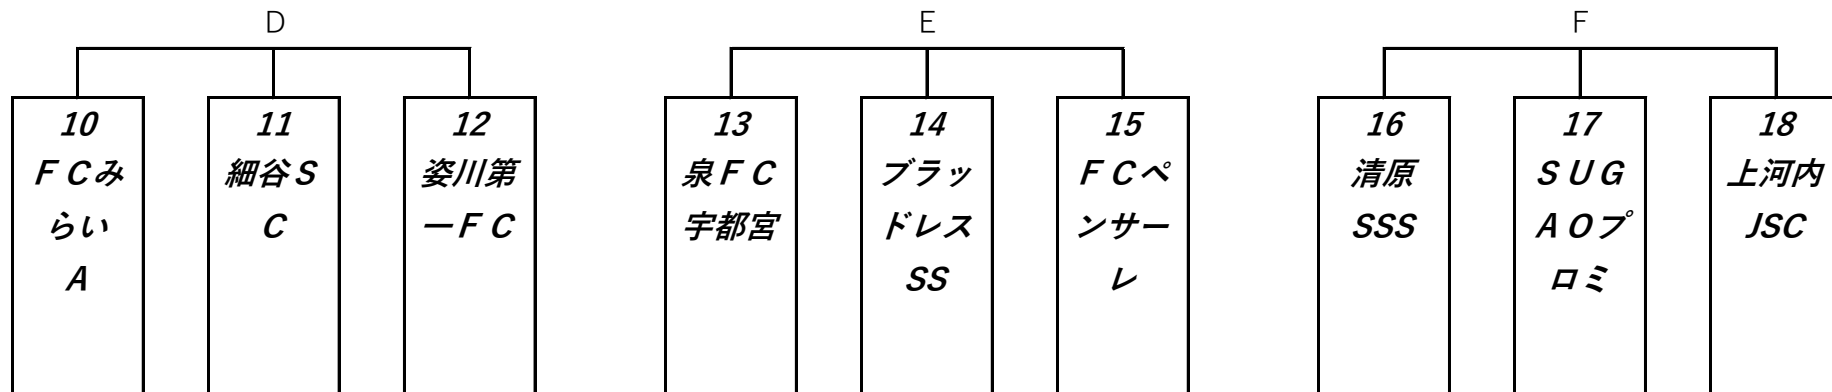 D
10
ＦＣみ
らい
A
11
細谷Ｓ
Ｃ
12
姿川第
一ＦＣ
E
13
泉ＦＣ
宇都宮
14
ブラッ
ドレス
SS
15
ＦＣペ
ンサー
レ
F
16
清原
SSS
17
ＳＵＧ
ＡＯプ
ロミ
18
上河内
JSC